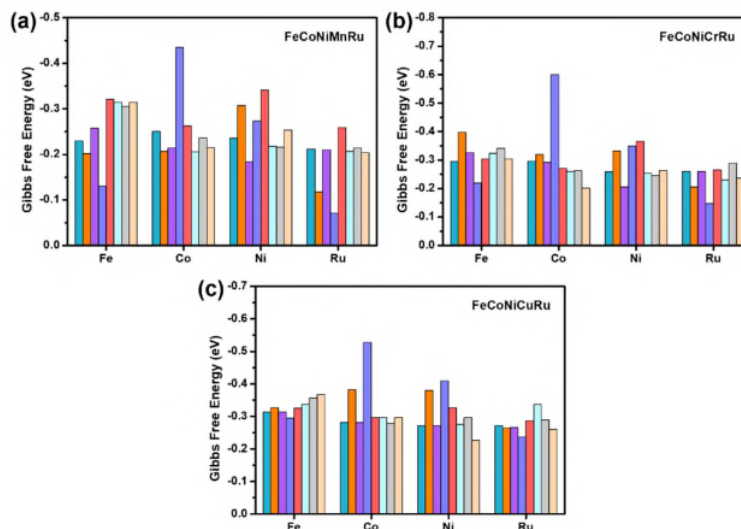 (a)
FeCoNiMnRu
Gibbs Free Energy (eV)
-0.5
-0.3
-0.2
-0.1
0.0
Fe Co Ni Ru
(b)
FeCoNiCrRu
Gibbs Free Energy (eV)
-0.8
-0.7
-0.6
-0.5
-0.4
-0.3
-0.2
-0.1
0.0
Fe Co Ni Ru
(c)
FeCoNiCuRu
Gibbs Free Energy (eV)
-0.7
-0.6
-0.5
-0.4
-0.3
-0.2
-0.1
0.0
Fe Co Ni Ru